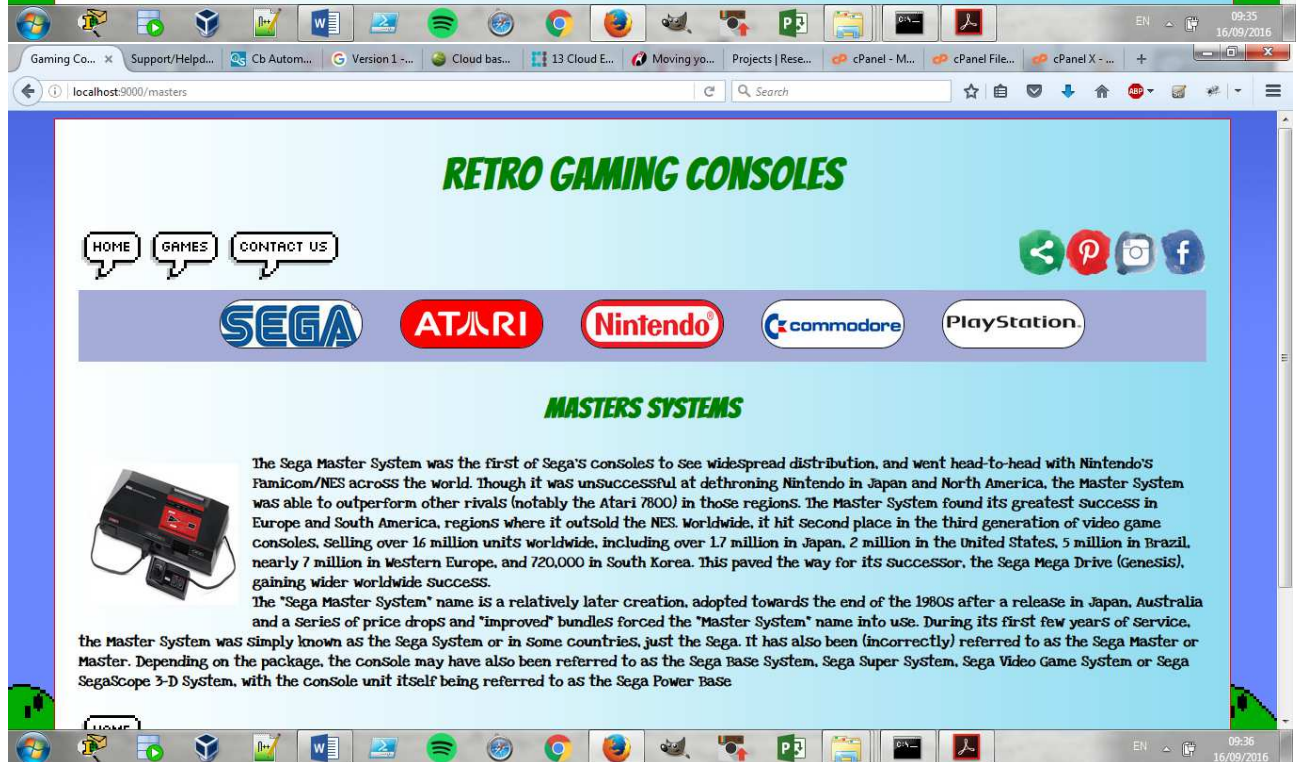 EN 09:35
16/09/2016
Gaming Co... Support/Helpd... Cb Autom... Version 1 -... Cloud bas... 13 Cloud E... Moving yo... Projects | Rese... cPanel - M... cPanel File... cPanel X - ...
localhost:9000/masters Search
RETRO GAMING CONSOLES
HOME GAMES CONTACT US
SEGA ATARI Nintendo® commodore PlayStation.
MASTERS SYSTEMS
The Sega Master System was the first of Sega's consoles to see widespread distribution, and went head-to-head with Nintendo's
Famicom/NES across the world. Though it was unsuccessful at dethroning Nintendo in Japan and North America, the Master System
was able to outperform other rivals (notably the Atari 7800) in those regions. The Master System found its greatest success in
Europe and South America, regions where it outsold the NES. Worldwide, it hit second place in the third generation of video game
consoles, selling over 16 million units worldwide, including over 1.7 million in Japan, 2 million in the United States, 5 million in Brazil,
nearly 7 million in Western Europe, and 720,000 in South Korea. This paved the way for its successor, the Sega Mega Drive (Genesis),
gaining wider worldwide success.
The "Sega Master System" name is a relatively later creation, adopted towards the end of the 1980s after a release in Japan, Australia
and a series of price drops and "improved" bundles forced the "Master System" name into use. During its first few years of service,
the Master System was simply known as the Sega System or in some countries, just the Sega. It has also been (incorrectly) referred to as the Sega Master or
Master. Depending on the package, the console may have also been referred to as the Sega Base System, Sega Super System, Sega Video Game System or Sega
SegaScope 3-D System, with the console unit itself being referred to as the Sega Power Base
HOME
EN 09:36
16/09/2016